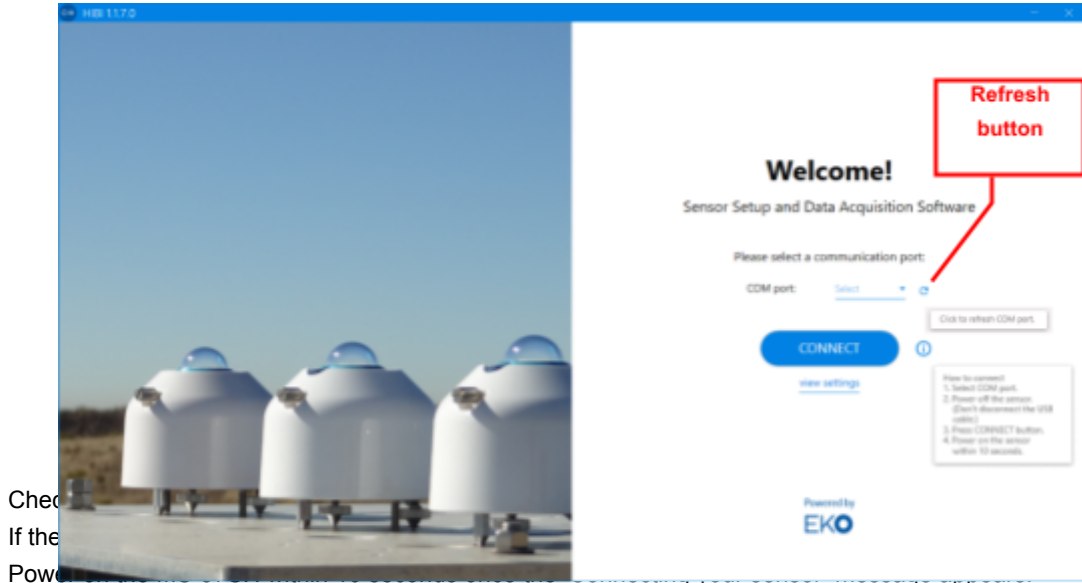 HIBI 1.1.7.0
Refresh
button
Welcome!
Sensor Setup and Data Acquisition Software
Please select a communication port:
COM port:
Select
Click to refresh COM port.
CONNECT
view settings
How to connect
1. Select COM port.
2. Power off the sensor.
(Don't disconnect the USB
cable.)
3. Press CONNECT button.
4. Power on the sensor
within 10 seconds.
Powered by
EKO
If the